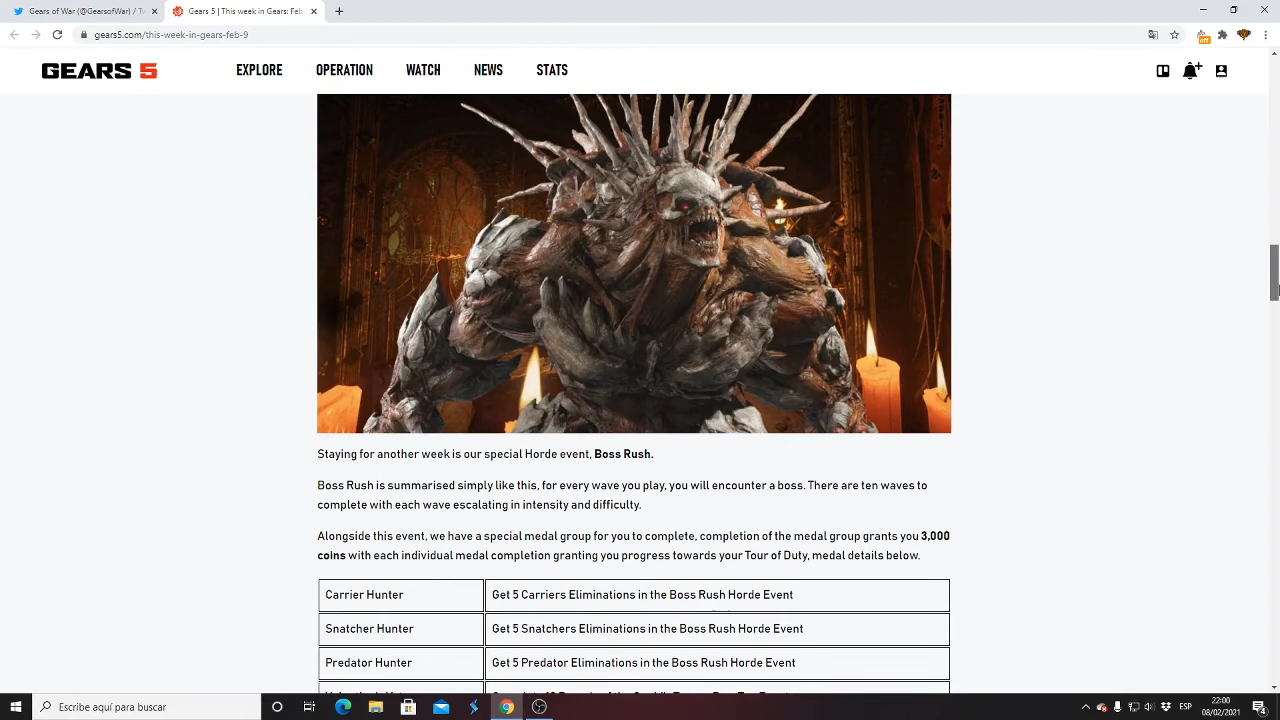 Gears of War (@GearsofWar) / Tw
Gears 5 | This week in Gears: Feb
gears5.com/this-week-in-gears-feb-9
off
GEARS 5
EXPLORE
OPERATION
WATCH
NEWS
STATS
Staying for another week is our special Horde event, Boss Rush.
Boss Rush is summarised simply like this, for every wave you play, you will encounter a boss. There are ten waves to
complete with each wave escalating in intensity and difficulty.
Alongside this event, we have a special medal group for you to complete, completion of the medal group grants you 3,000
coins with each individual medal completion granting you progress towards your Tour of Duty, medal details below.
Carrier Hunter
Get 5 Carriers Eliminations in the Boss Rush Horde Event
Snatcher Hunter
Get 5 Snatchers Eliminations in the Boss Rush Horde Event
Predator Hunter
Get 5 Predator Eliminations in the Boss Rush Horde Event
Escribe aquí para buscar
ESP
22:00
08/02/2021